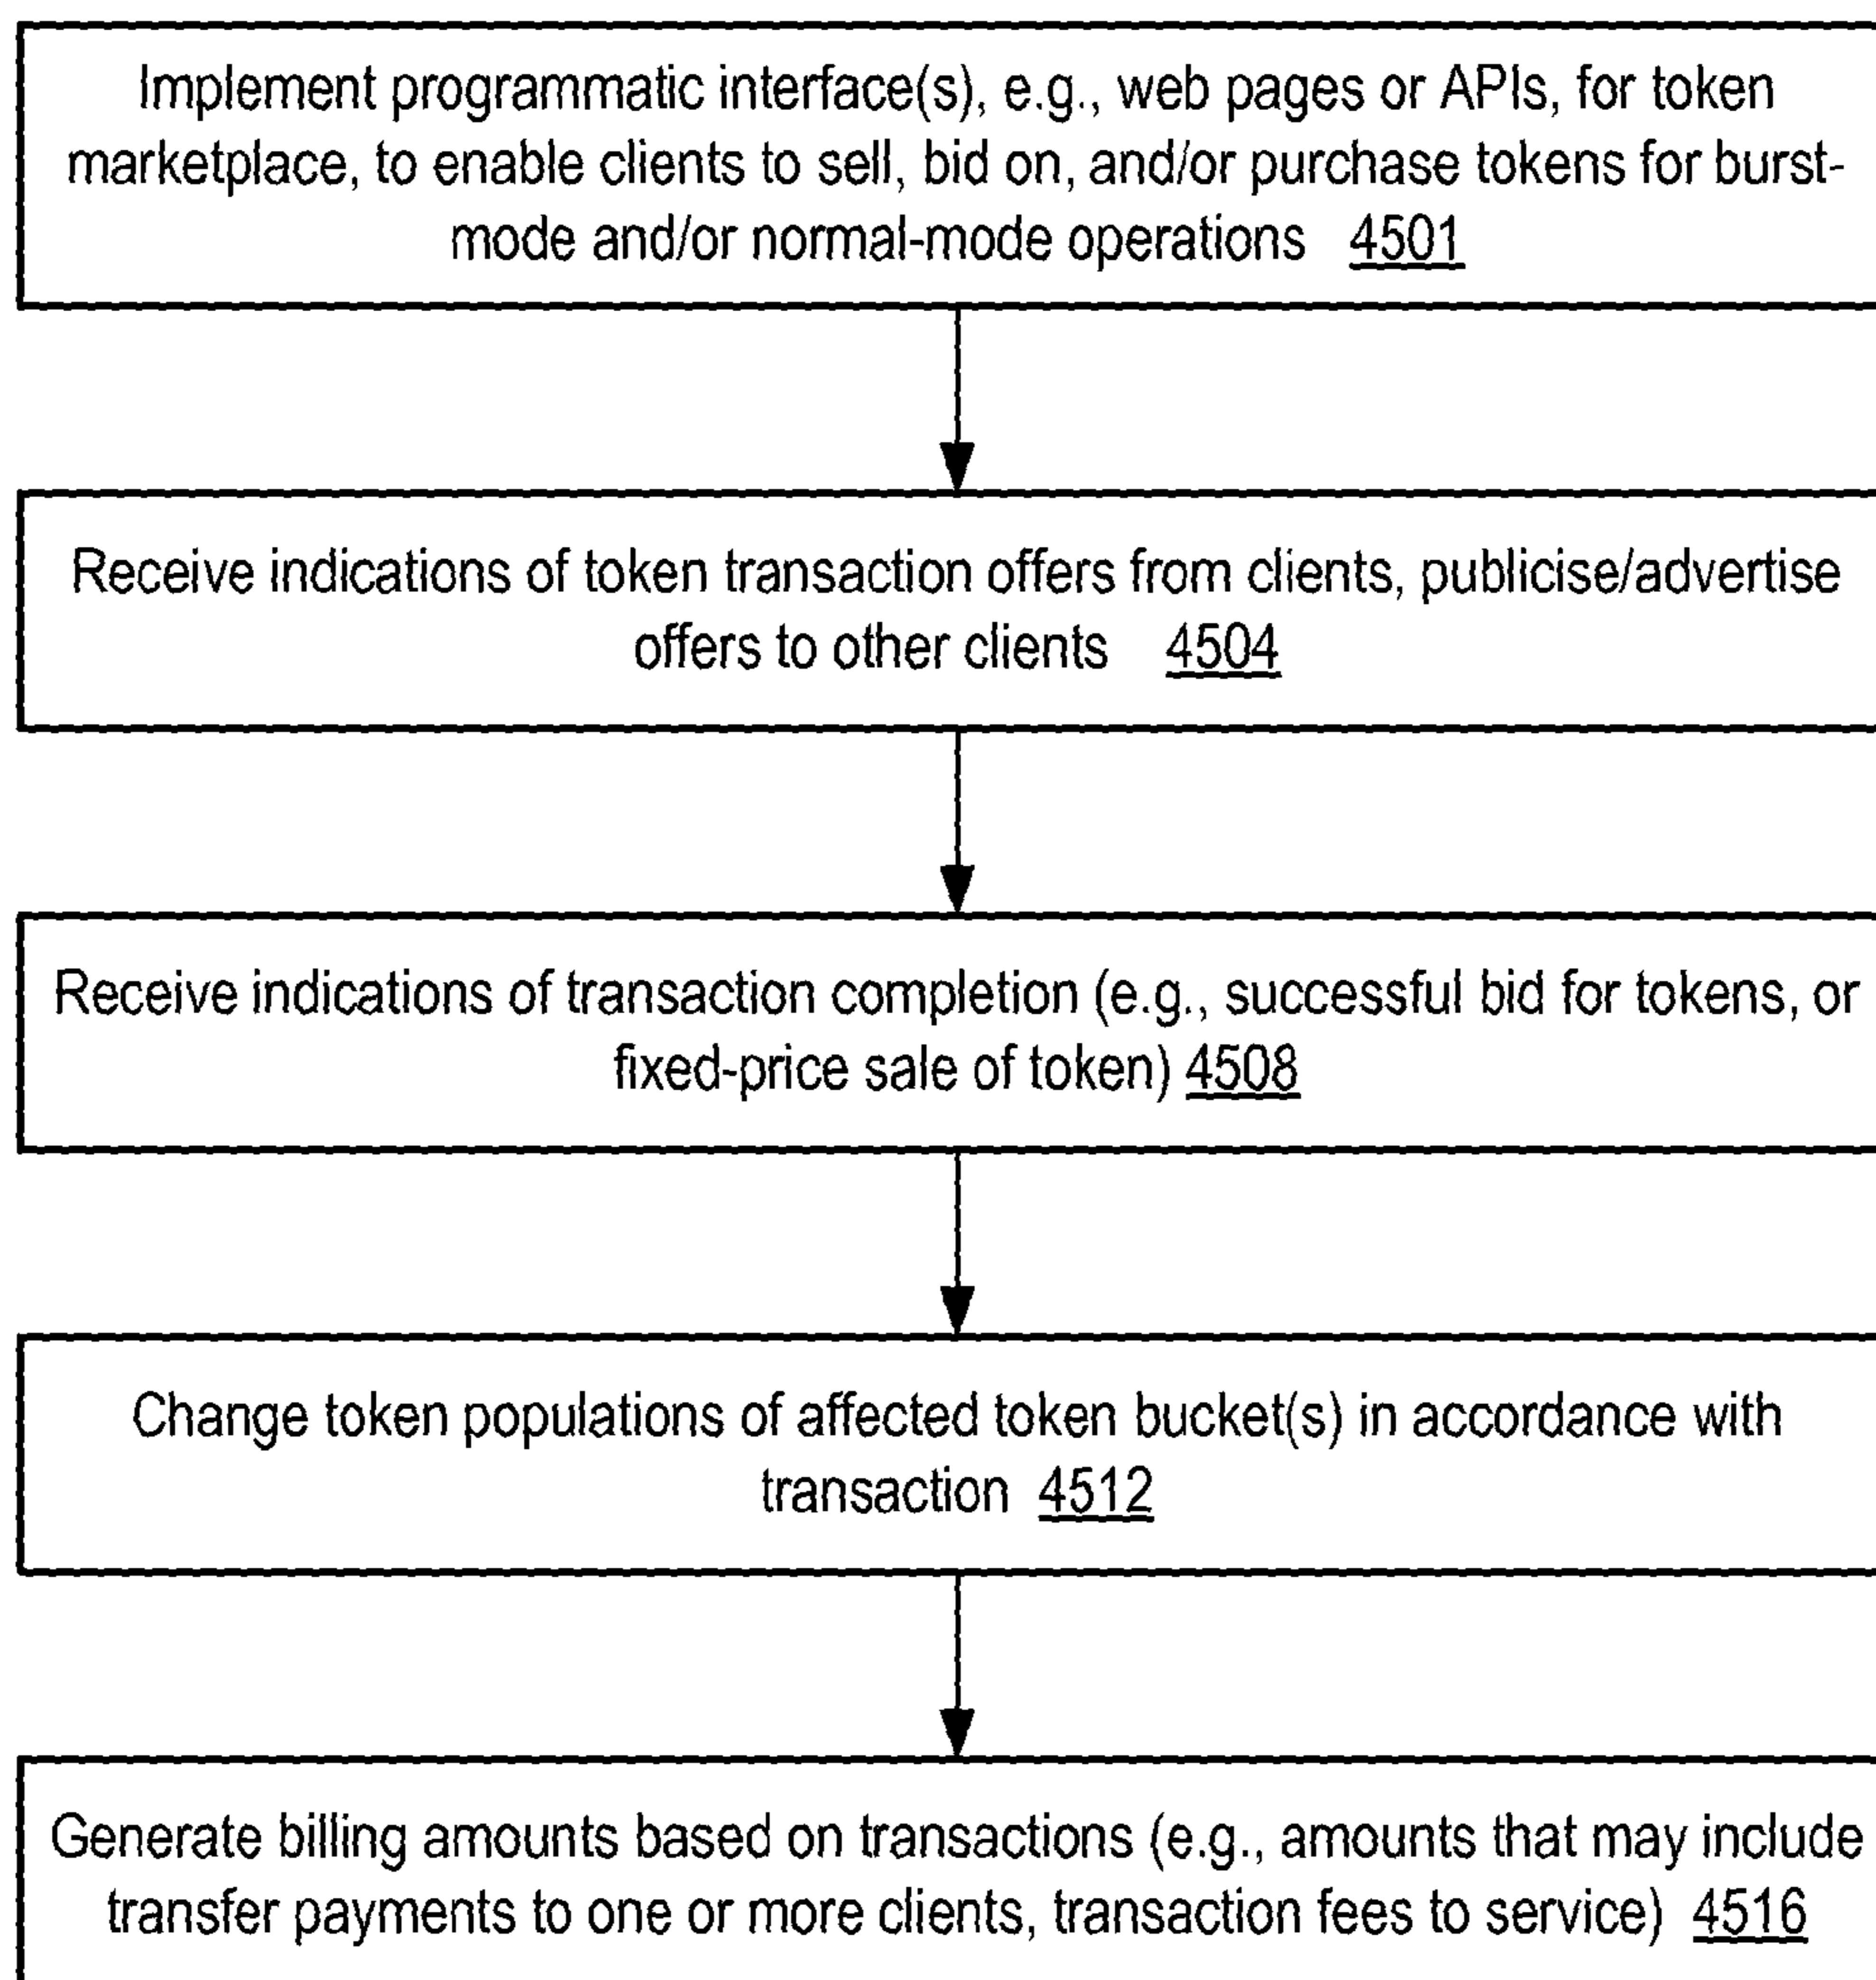 Implement programmatic interface(s), e.g., web pages or APIs, for token
marketplace, to enable clients to sell, bid on, and/or purchase tokens for burst-
mode and/or normal-mode operations 4501
Receive indications of token transaction offers from clients, publicise/advertise
offers to other clients 4504
Receive indications of transaction completion (e.g., successful bid for tokens, or
fixed-price sale of token) 4508
Change token populations of affected token bucket(s) in accordance with
transaction 4512
Generate billing amounts based on transactions (e.g., amounts that may include
transfer payments to one or more clients, transaction fees to service) 4516